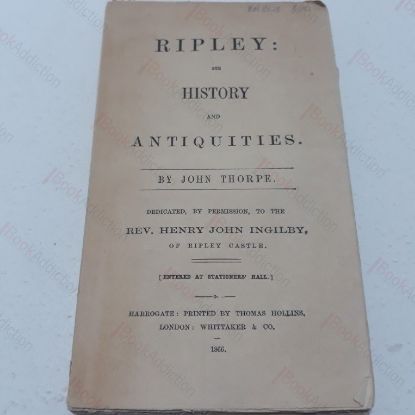 RIPLEY:
ITS
HISTORY
AND
ANTIQUITIES.
BY JOHN THORPE.
DEDICATED, BY PERMISSION, TO THE
REV. HENRY JOHN INGILBY,
OF RIPLEY CASTLE.
[ENTERED AT STATIONERS' HALL.]
HARROGATE: PRINTED BY THOMAS HOLLINS,
LONDON: WHITTAKER & CO.
1866.